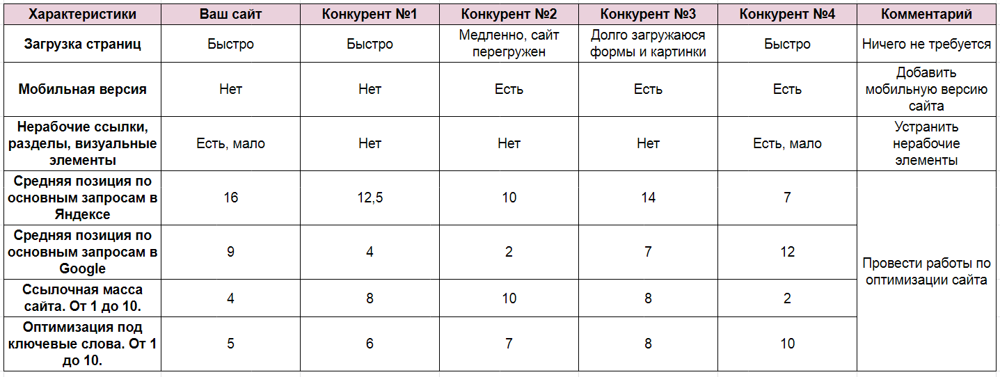 Характеристики
Ваш сайт
Конкурент №1
Конкурент №2
Конкурент №3
Конкурент №4
Комментарий
Загрузка страниц
Быстро
Быстро
Медленно, сайт
перегружен
Долго загружаюся
формы и картинки
Быстро
Ничего не требуется
Мобильная версия
Нет
Нет
Есть
Есть
Есть
Добавить
мобильную версию
сайта
Нерабочие ссылки,
разделы, визуальные
элементы
Есть, мало
Нет
Нет
Нет
Есть, мало
Устранить
нерабочие
элементы
Средняя позиция по
основным запросам в
Яндексе
16
12,5
10
14
7
Средняя позиция по
основным запросам в
Google
9
4
2
7
12
Провести работы по
оптимизации сайта
Ссылочная масса
сайта. От 1 до 10.
4
8
10
8
2
Оптимизация под
ключевые слова. От 1
до 10.
5
6
7
8
10